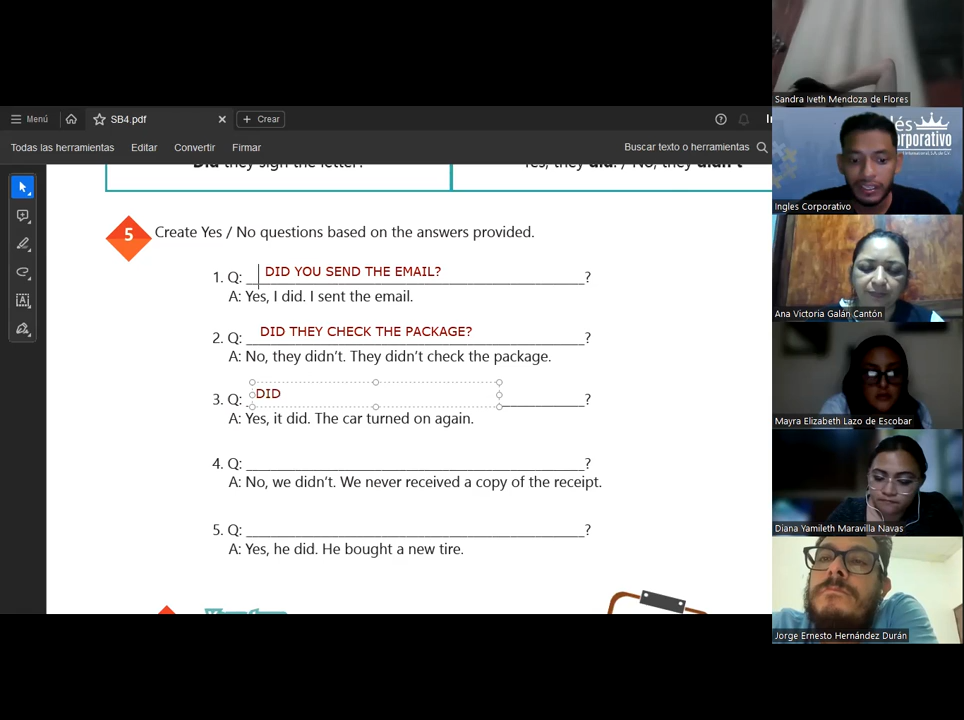 Sandra Iveth Mendoza de Flores
Menú
SB4.pdf
Crear
Todas las herramientas
Editar
Convertir
Firmar
Buscar texto o herramientas
Did they sign the letter?
Yes, they did. / No, they didn't
5
Create Yes / No questions based on the answers provided.
1. Q: DID YOU SEND THE EMAIL? ?
A: Yes, I did. I sent the email.
2. Q: DID THEY CHECK THE PACKAGE? ?
A: No, they didn't. They didn't check the package.
3. Q: DID ?
A: Yes, it did. The car turned on again.
4. Q: ?
A: No, we didn't. We never received a copy of the receipt.
5. Q: ?
A: Yes, he did. He bought a new tire.
Ingles Corporativo
Ana Victoria Galán Cantón
Mayra Elizabeth Lazo de Escobar
Diana Yamileth Maravilla Navas
Jorge Ernesto Hernández Durán